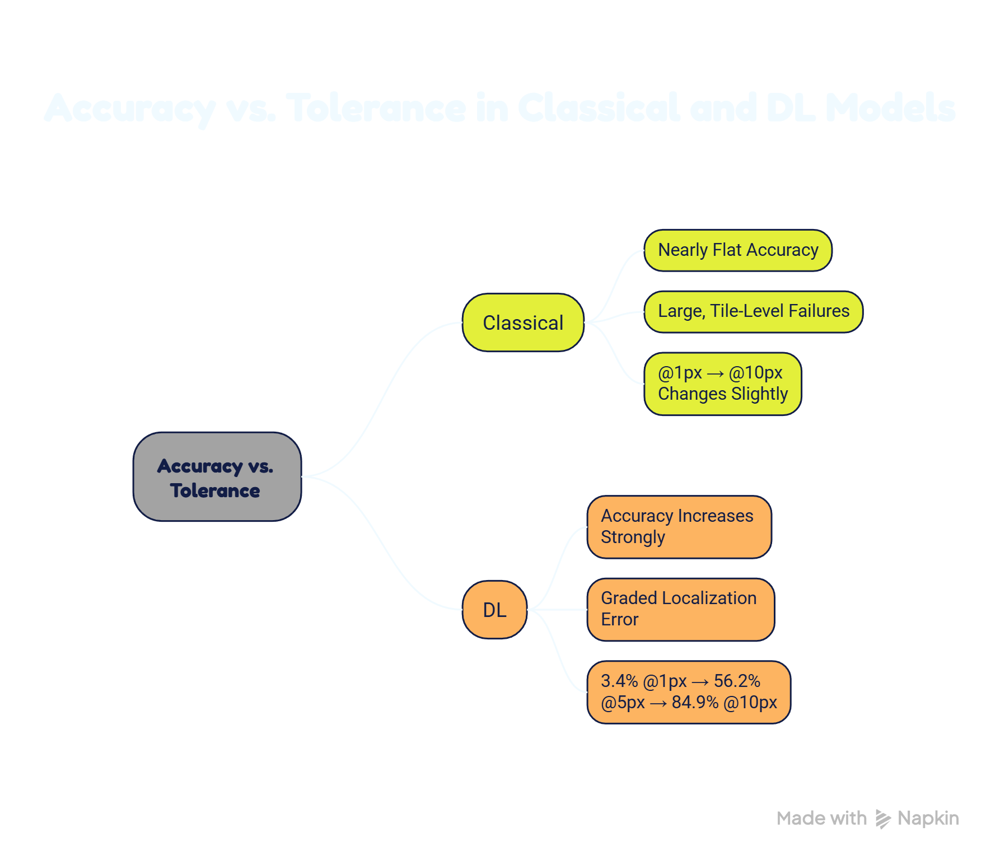 Accuracy vs. Tolerance in Classical and DL Models
Accuracy vs.
Tolerance
Classical
Nearly Flat Accuracy
Large, Tile-Level Failures
@1px → @10px
Changes Slightly
DL
Accuracy Increases
Strongly
Graded Localization
Error
3.4% @1px → 56.2%
@5px → 84.9% @10px
Made with Napkin